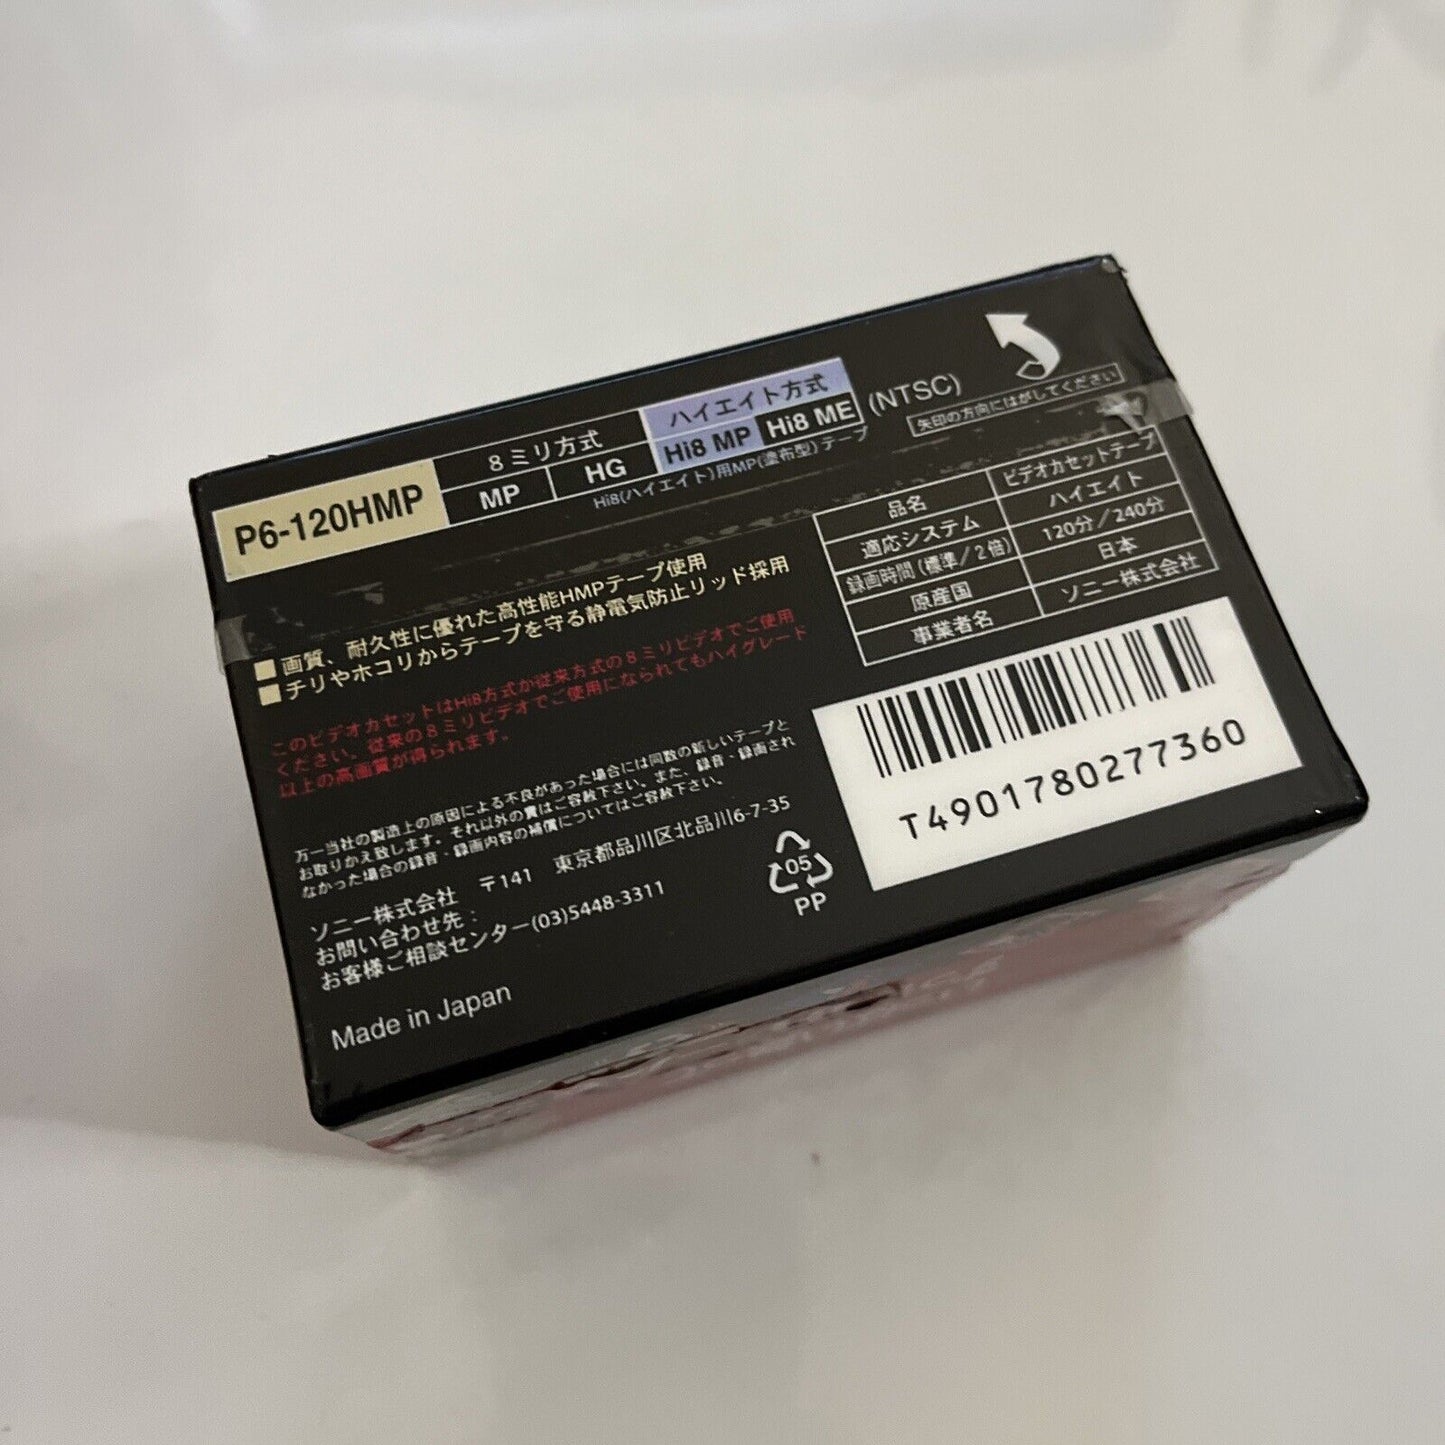 P6-120HMP
8ミリ方式
MP
HG
ハイエイト方式
Hi8 MP
Hi8 ME
(NTSC)
Hi8(ハイエイト)用MP(塗布型)テープ
矢印の方向にはがしてください
品名 ビデオカセットテープ
適応システム ハイエイト
録画時間(標準/2倍) 120分/240分
原産国 日本
事業者名 ソニー株式会社
■画質、耐久性に優れた高性能HMPテープ使用
■チリやホコリからテープを守る静電気防止リッド採用
このビデオカセットはHi8方式か従来方式の8ミリビデオでご使用
ください。従来の8ミリビデオでご使用になられてもハイグレード
以上の高画質が得られます。
万一当社の製造上の原因による不良があった場合には同数の新しいテープと
お取りかえ致します。それ以外の責はご容赦下さい。また、録音・録画され
なかった場合の録音・録画内容の補償についてはご容赦下さい。
ソニー株式会社 〒141 東京都品川区北品川6-7-35
お問い合わせ先:
お客様ご相談センター(03)5448-3311
Made in Japan
05
PP
T4901780277360